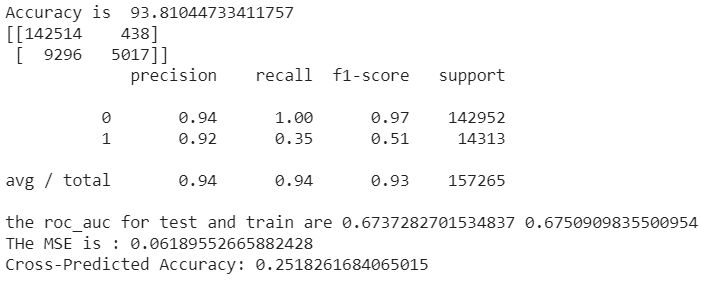 Accuracy is  93.81044733411757
[[142514    438]
 [  9296   5017]]
             precision    recall  f1-score   support
          0       0.94      1.00      0.97    142952
          1       0.92      0.35      0.51     14313
avg / total       0.94      0.94      0.93    157265
the roc_auc for test and train are 0.6737282701534837 0.6750909835500954
THe MSE is : 0.06189552665882428
Cross-Predicted Accuracy: 0.2518261684065015